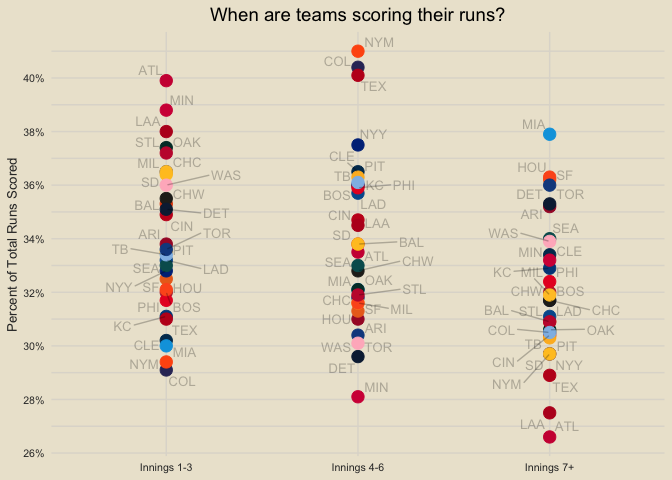 When are teams scoring their runs?
Percent of Total Runs Scored
40%
38%
36%
34%
32%
30%
28%
26%
ATL
MIN
LAA
STL OAK
MIL CHC
SD WAS
CHW
BAL DET
CIN
ARI TOR
TB PIT
LAD
SEA
NYY SF HOU
PHI BOS
KC TEX
CLE MIA
NYM
COL
NYM
COL
TEX
NYY
CLE
PIT
TB KC PHI
BOS LAD
CIN LAA
SD BAL
ATL
SEA CHW
MIA OAK
STL
CHC SF MIL
HOU
ARI
WAS TOR
DET
MIN
MIA
HOU SF
DET TOR
ARI
SEA
WAS
MIN CLE
KC MIL PHI
CHW BOS
BAL STL LAD CHC
COL OAK
TB PIT
CIN SD NYY
NYM TEX
LAA ATL
Innings 1-3 Innings 4-6 Innings 7+